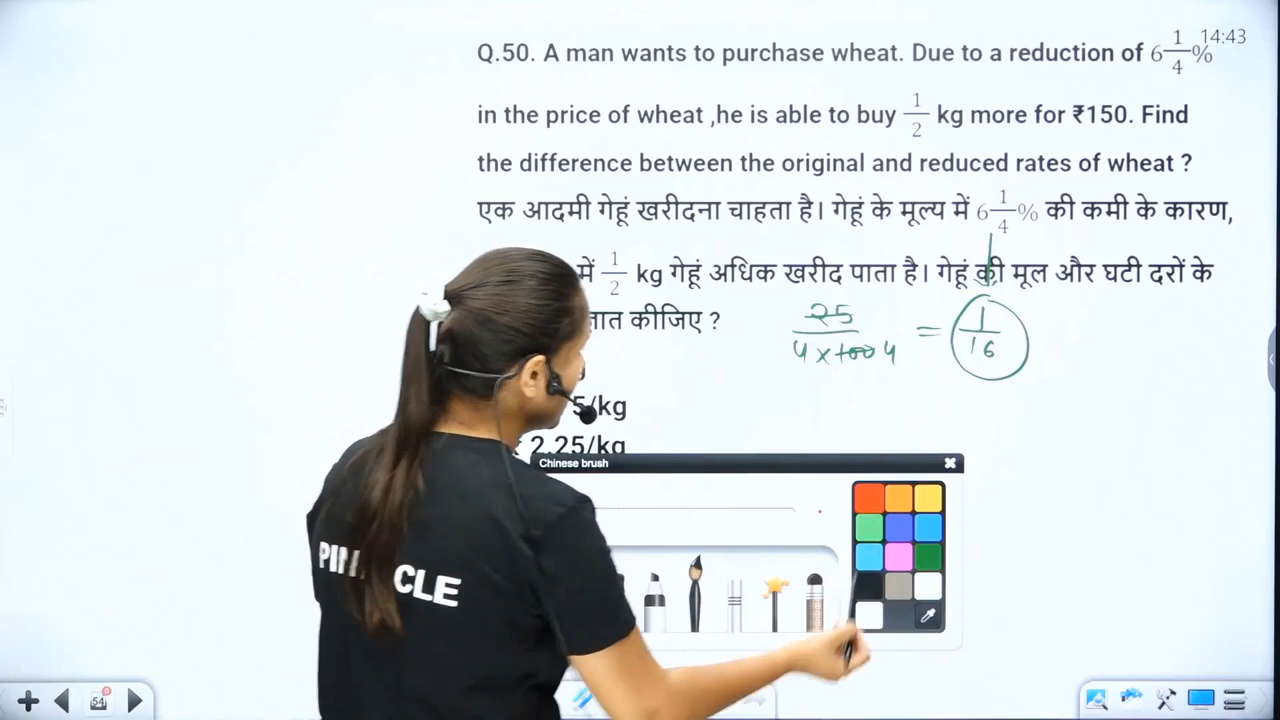 14:43
Q.50. A man wants to purchase wheat. Due to a reduction of 6 1/4 %
in the price of wheat ,he is able to buy 1/2 kg more for ₹150. Find
the difference between the original and reduced rates of wheat ?
एक आदमी गेहूं खरीदना चाहता है। गेहूं के मूल्य में 6 1/4 % की कमी के कारण,
में 1/2 kg गेहूं अधिक खरीद पाता है। गेहूं की मूल और घटी दरों के
कीजिए ?
25/4×100 4 = 1/16
5/kg
2.25/kg
Chinese brush
PINNACLE
54